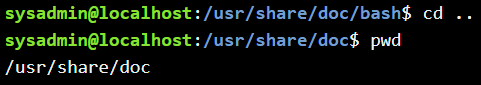 sysadmin@localhost:/usr/share/doc/bash$ cd ..
sysadmin@localhost:/usr/share/doc$ pwd
/usr/share/doc